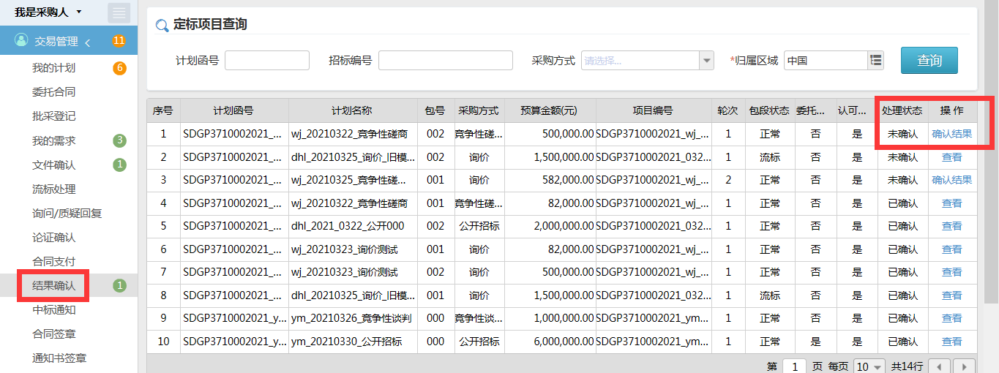 我是采购人
交易管理 11
我的计划 6
委托合同
批采登记
我的需求 3
文件确认 1
流标处理
询问/质疑回复
论证确认
合同支付
结果确认 1
中标通知
合同签章
通知书签章
定标项目查询
计划函号 招标编号 采购方式 请选择... *归属区域 中国 查询
序号 计划函号 计划名称 包号 采购方式 预算金额(元) 项目编号 轮次 包段状态 委托... 认可... 处理状态 操 作
1 SDGP3710002021_... wj_20210322_竞争性磋商 002 竞争性磋... 500,000.00 SDGP3710002021_wj_... 1 正常 否 是 未确认 确认结果
2 SDGP3710002021_... dhl_20210325_询价_旧模... 002 询价 1,500,000.00 SDGP3710002021_032... 1 流标 否 是 未确认 查看
3 SDGP3710002021_... wj_20210325_竞争性磋... 001 询价 582,000.00 SDGP3710002021_wj_... 2 正常 否 是 未确认 确认结果
4 SDGP3710002021_... wj_20210322_竞争性磋商 001 竞争性磋... 82,000.00 SDGP3710002021_wj_... 1 正常 否 是 已确认 查看
5 SDGP3710002021_... dhl_2021_0322_公开000 002 公开招标 2,000,000.00 SDGP3710002021_032... 1 正常 否 是 已确认 查看
6 SDGP3710002021_... wj_20210323_询价测试 001 询价 82,000.00 SDGP3710002021_wj_... 1 正常 否 是 已确认 查看
7 SDGP3710002021_... wj_20210323_询价测试 002 询价 500,000.00 SDGP3710002021_wj_... 1 正常 否 是 已确认 查看
8 SDGP3710002021_... dhl_20210325_询价_旧模... 001 询价 1,500,000.00 SDGP3710002021_032... 1 流标 否 是 已确认 查看
9 SDGP3710002021_y... ym_20210326_竞争性谈判 000 竞争性谈... 1,000,000.00 SDGP3710002021_ym... 1 正常 否 是 已确认 查看
10 SDGP3710002021_y... ym_20210330_公开招标 000 公开招标 6,000,000.00 SDGP3710002021_ym... 1 正常 是 是 已确认 查看
第 1 页 每页 10 共14行